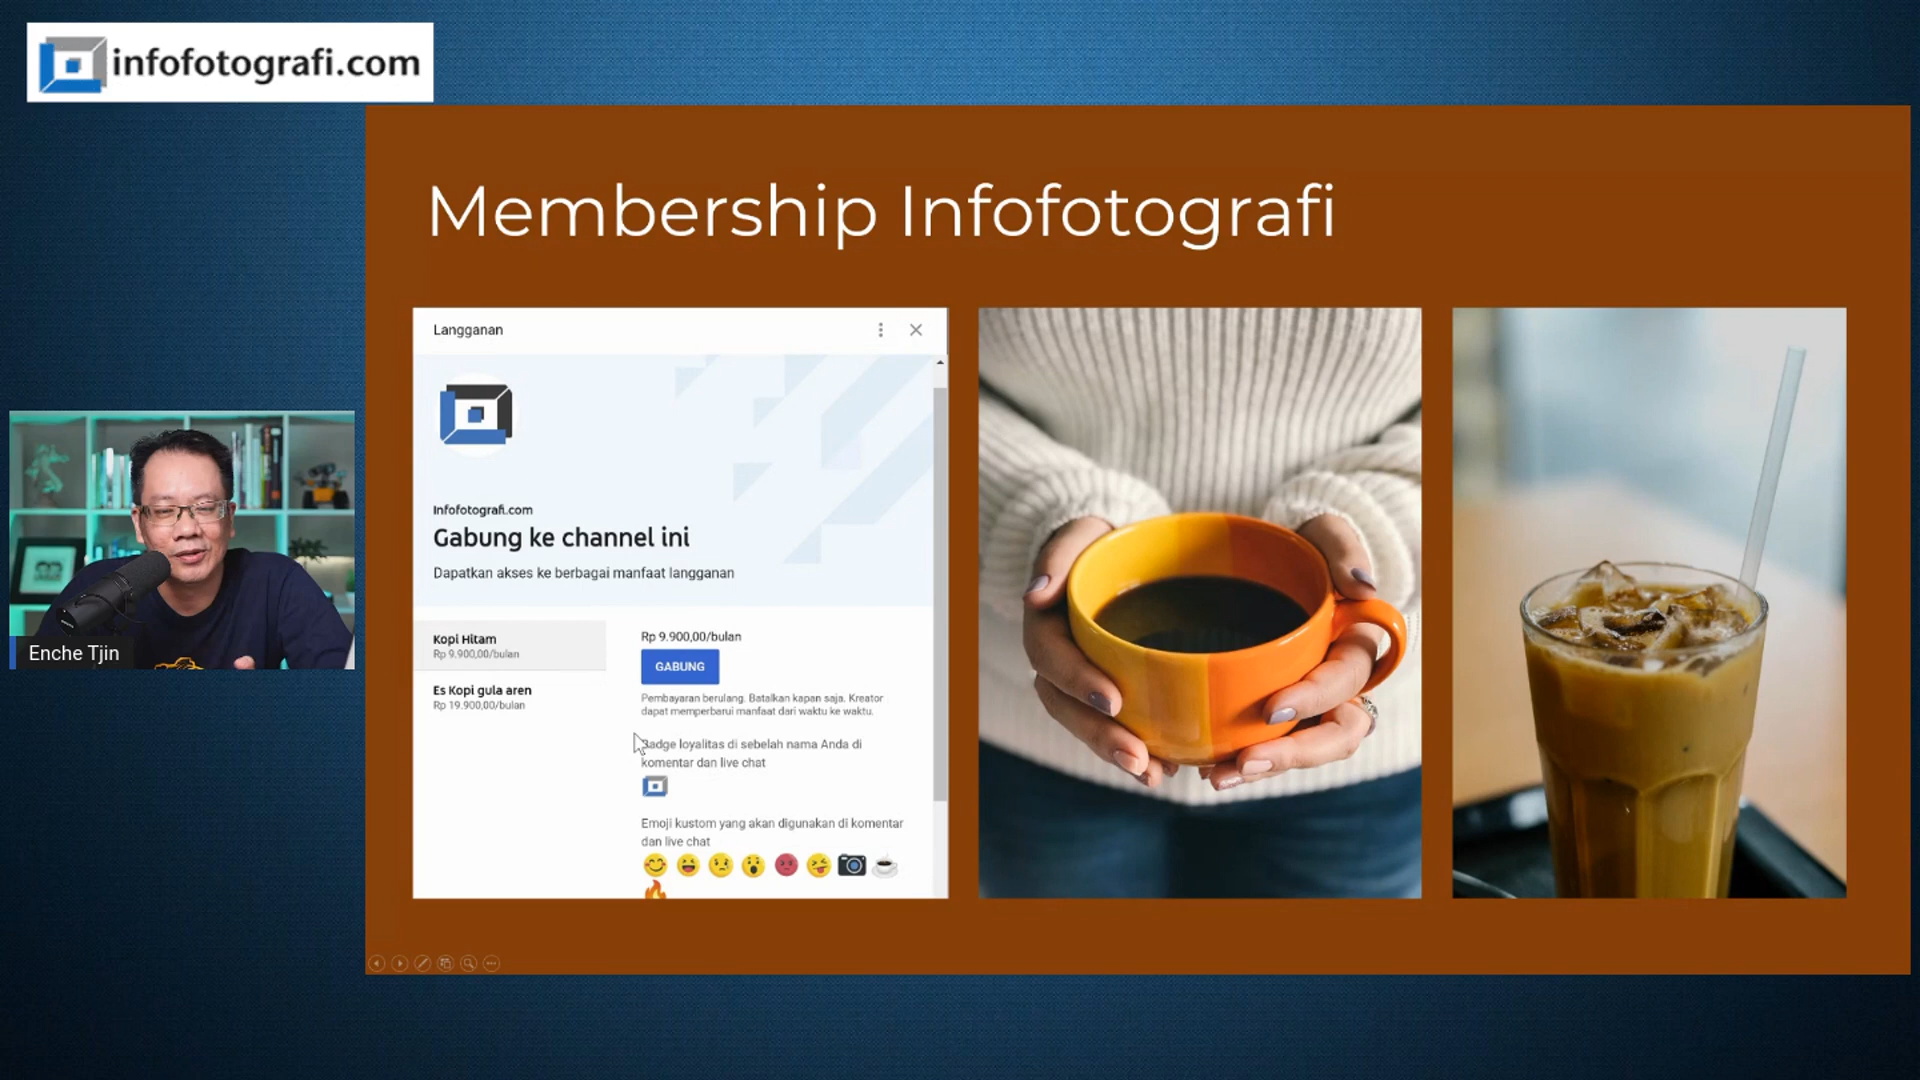 infofotografi.com
Membership Infofotografi
Langganan
Infofotografi.com
Gabung ke channel ini
Dapatkan akses ke berbagai manfaat langganan
Kopi Hitam
Rp 9.900,00/bulan
Es Kopi gula aren
Rp 19.900,00/bulan
Rp 9.900,00/bulan
GABUNG
Pembayaran berulang. Batalkan kapan saja. Kreator
dapat memperbarui manfaat dari waktu ke waktu.
Badge loyalitas di sebelah nama Anda di
komentar dan live chat
Emoji kustom yang akan digunakan di komentar
dan live chat
Enche Tjin